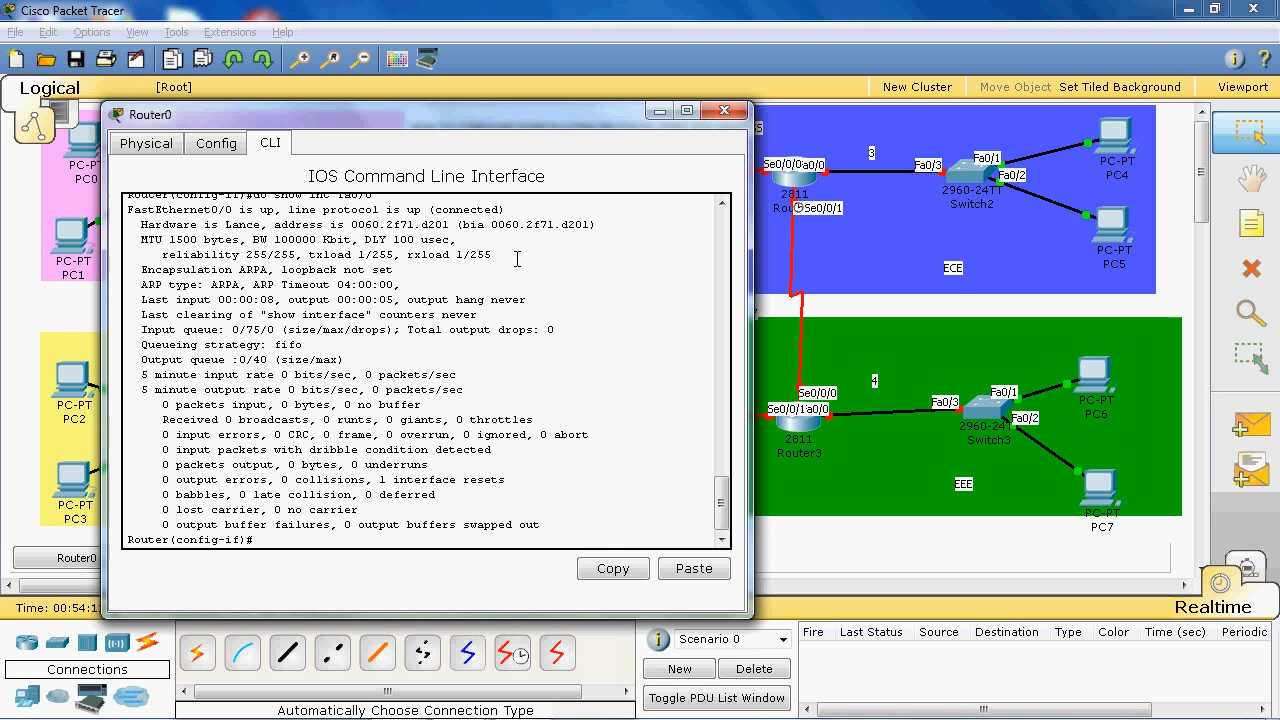 Cisco Packet Tracer
File Edit Options View Tools Extensions Help
Logical
[Root]
New Cluster
Move Object
Set Tiled Background
Viewport
Router0
Physical
Config
CLI
IOS Command Line Interface
FastEthernet0/0 is up, line protocol is up (connected)
Hardware is Lance, address is 0060.2f71.d201 (bia 0060.2f71.d201)
MTU 1500 bytes, BW 100000 Kbit, DLY 100 usec,
reliability 255/255, txload 1/255, rxload 1/255
Encapsulation ARPA, loopback not set
ARP type: ARPA, ARP Timeout 04:00:00,
Last input 00:00:08, output 00:00:05, output hang never
Last clearing of "show interface" counters never
Input queue: 0/75/0 (size/max/drops); Total output drops: 0
Queueing strategy: fifo
Output queue :0/40 (size/max)
5 minute input rate 0 bits/sec, 0 packets/sec
5 minute output rate 0 bits/sec, 0 packets/sec
0 packets input, 0 bytes, 0 no buffer
Received 0 broadcasts, 0 runts, 0 giants, 0 throttles
0 input errors, 0 CRC, 0 frame, 0 overrun, 0 ignored, 0 abort
0 input packets with dribble condition detected
0 packets output, 0 bytes, 0 underruns
0 output errors, 0 collisions, 1 interface resets
0 babbles, 0 late collision, 0 deferred
0 lost carrier, 0 no carrier
0 output buffer failures, 0 output buffers swapped out
Router(config-if)#
Copy
Paste
PC-PT
PC0
PC-PT
PC1
PC-PT
PC2
PC-PT
PC3
Router0
Se0/0/0
a0/0
2811
Se0/0/1
3
Fa0/3
Fa0/1
Fa0/2
2960-24TT
Switch2
PC-PT
PC4
PC-PT
PC5
ECE
Se0/0/0
Se0/0/1
a0/0
2811
Router3
4
Fa0/3
Fa0/1
Fa0/2
Switch3
PC-PT
PC6
PC-PT
PC7
EEE
Realtime
Connections
Automatically Choose Connection Type
Scenario 0
New
Delete
Toggle PDU List Window
Fire Last Status Source Destination Type Color Time (sec) Periodic